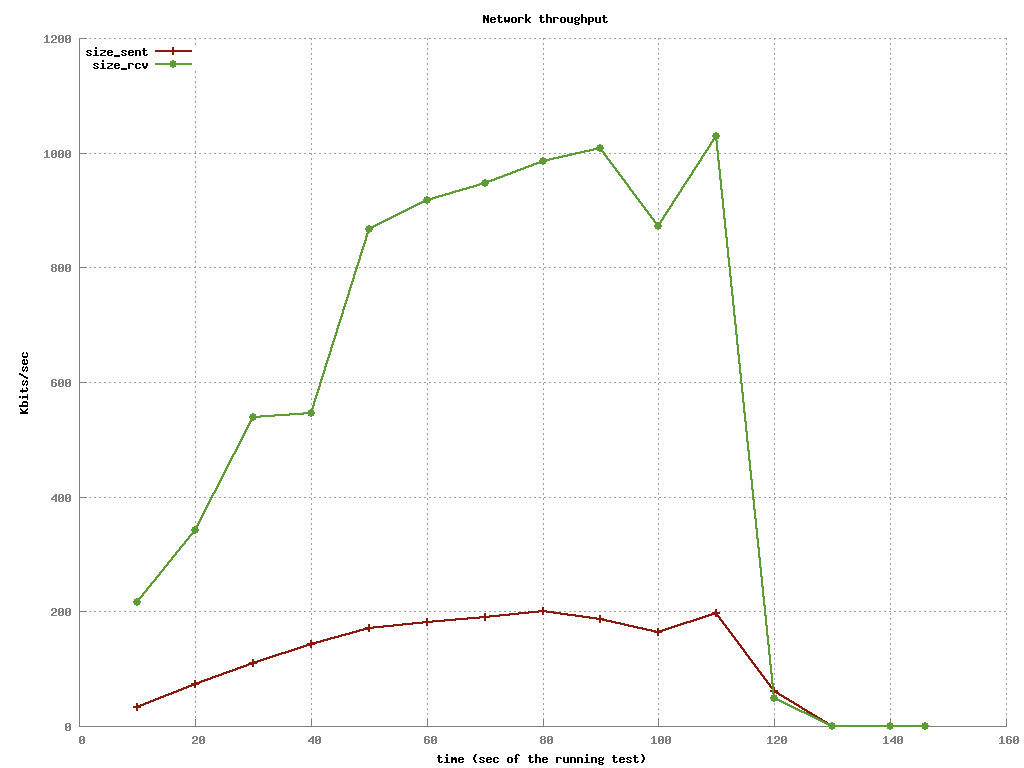 Network throughput
size_sent
size_rcv
1200
1000
800
600
400
200
0
Kbits/sec
0 20 40 60 80 100 120 140 160
time (sec of the running test)